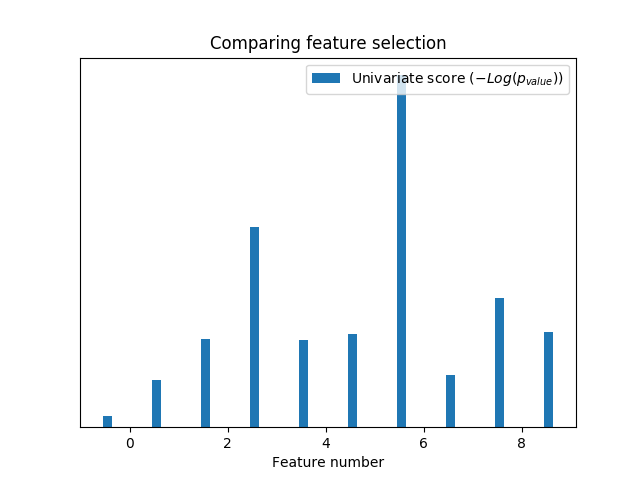 Comparing feature selection
Univariate score (−Log(p_value))
0 2 4 6 8
Feature number